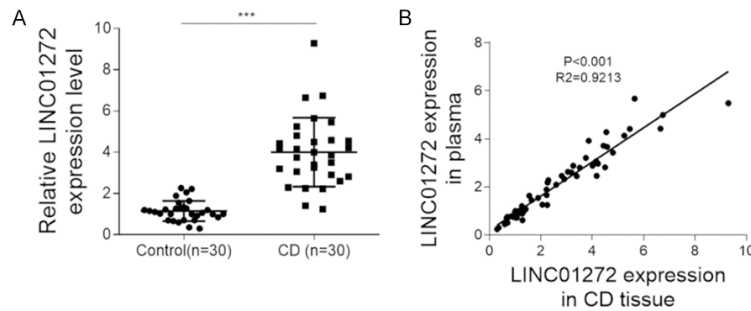 A
Relative LINC01272
expression level
10
8
6
4
2
0
***
Control(n=30)
CD (n=30)
B
LINC01272 expression
in plasma
8
6
4
2
0
P<0.001
R2=0.9213
0
2
4
6
8
10
LINC01272 expression
in CD tissue